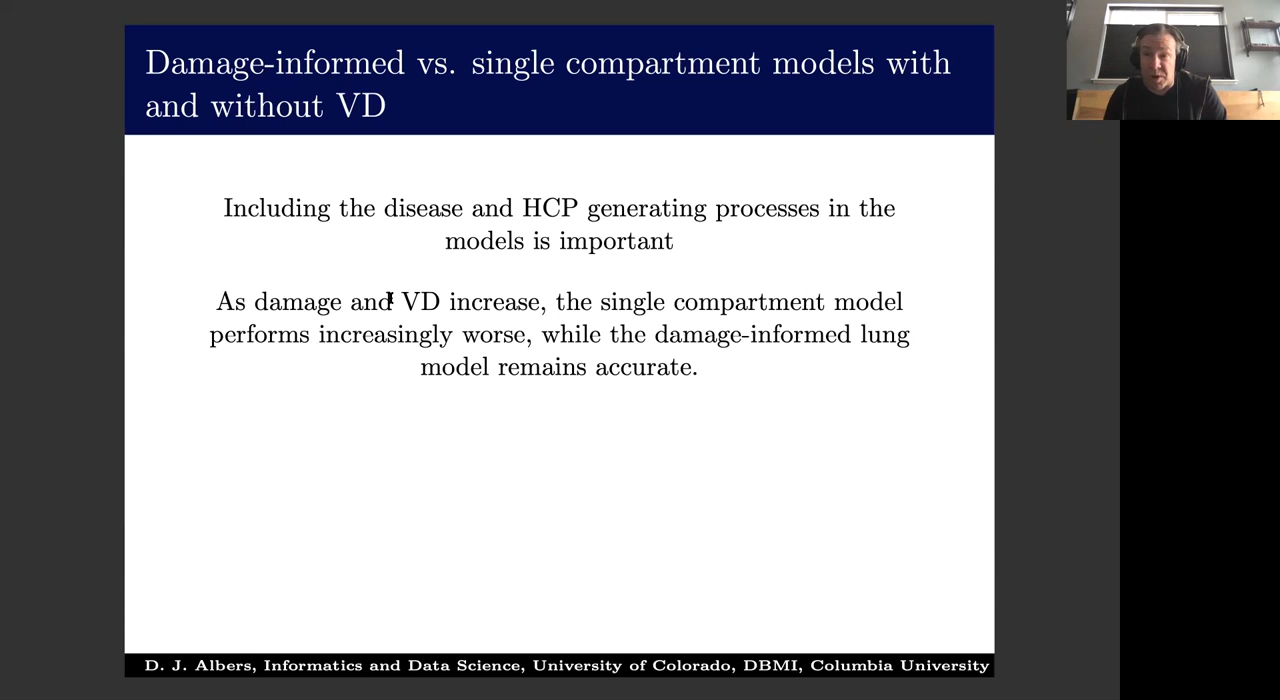 Damage-informed vs. single compartment models with
and without VD
Including the disease and HCP generating processes in the
models is important
As damage and VD increase, the single compartment model
performs increasingly worse, while the damage-informed lung
model remains accurate.
D. J. Albers, Informatics and Data Science, University of Colorado, DBMI, Columbia University